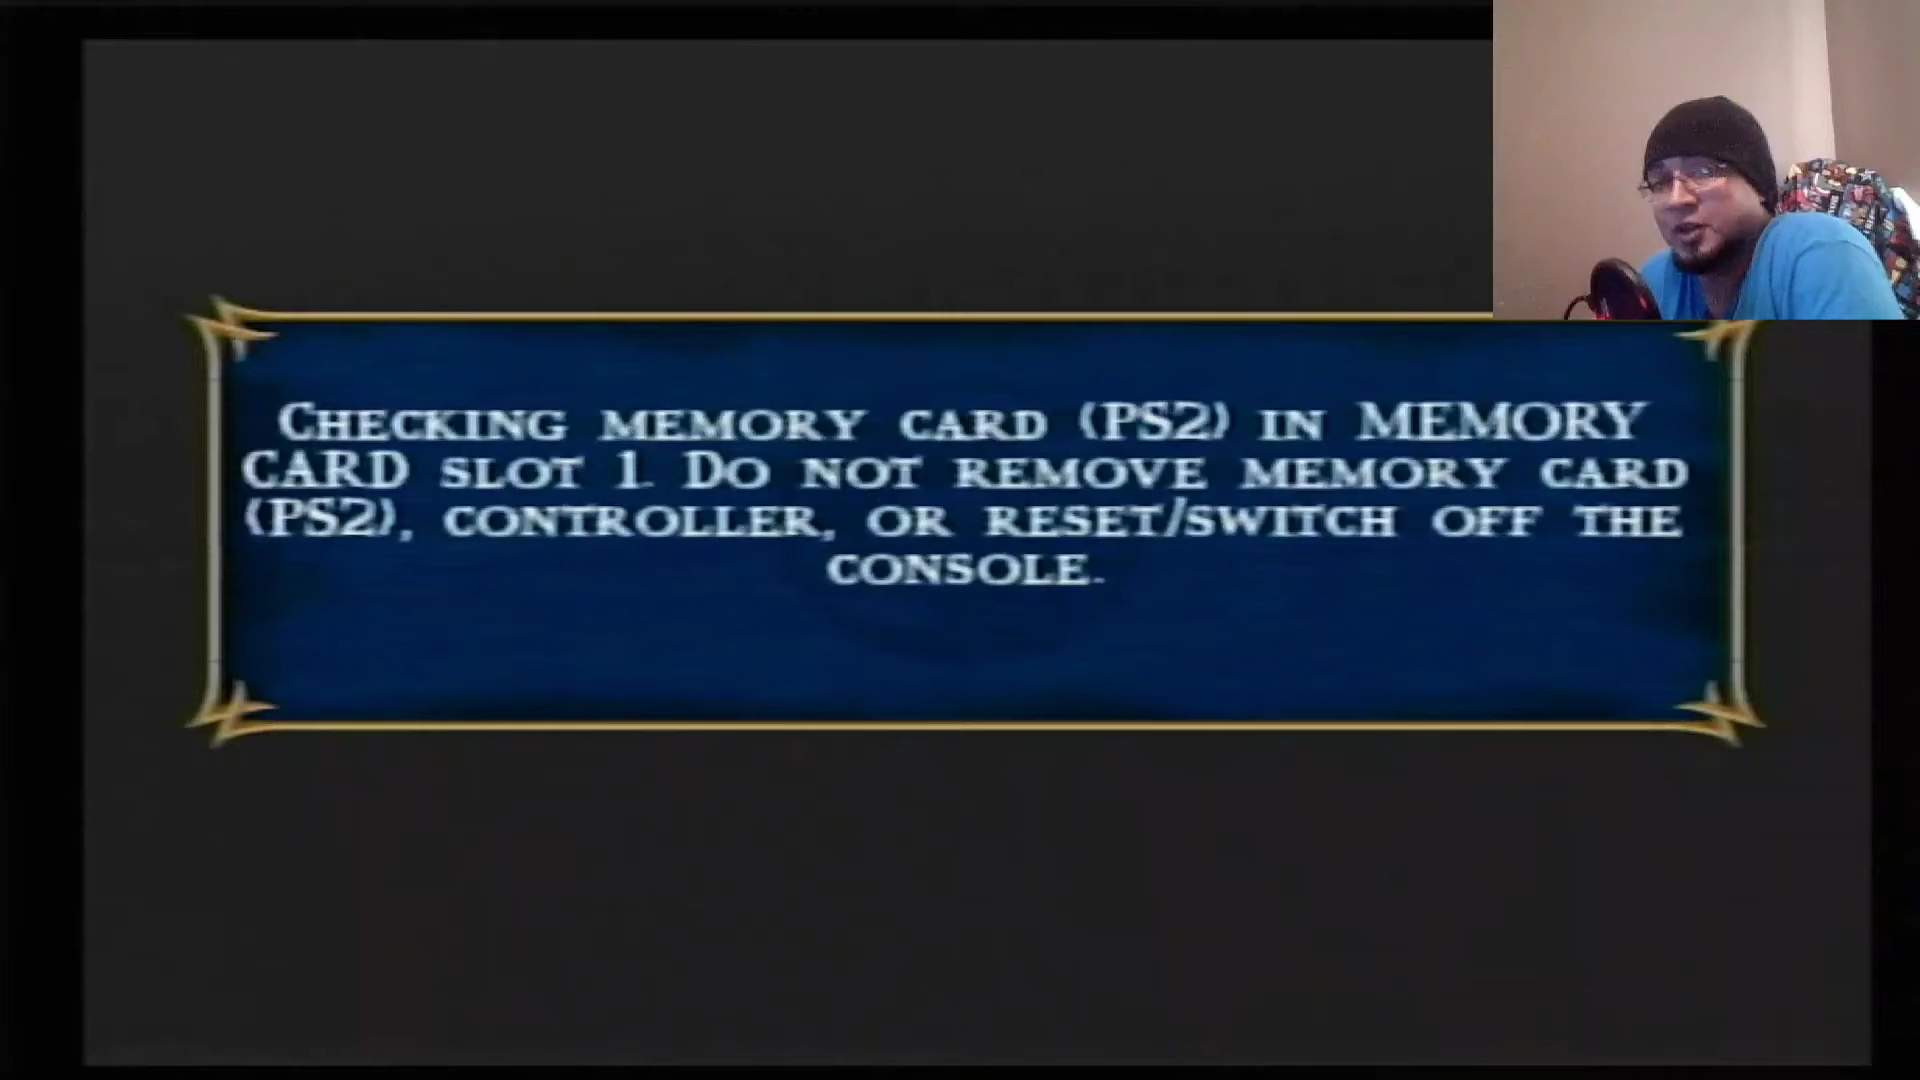 Checking memory card (PS2) in MEMORY
CARD slot 1. Do not remove memory card
(PS2), controller, or reset/switch off the
console.